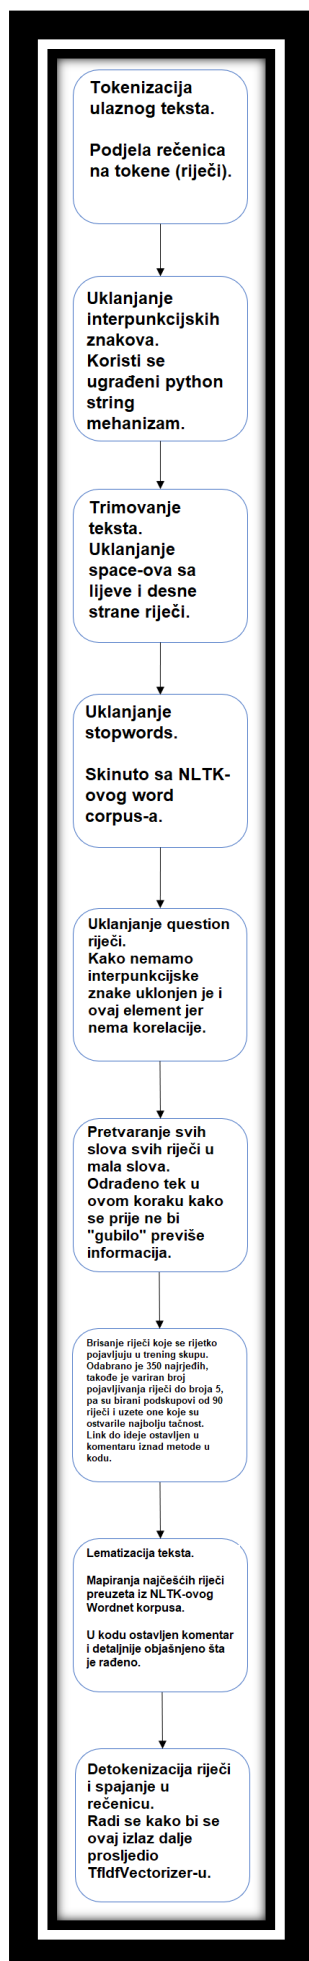 Tokenizacija
ulaznog teksta.
Podjela rečenica
na tokene (riječi).
Uklanjanje
interpunkcijskih
znakova.
Koristi se
ugrađeni python
string
mehanizam.
Trimovanje
teksta.
Uklanjanje
space-ova sa
lijeve i desne
strane riječi.
Uklanjanje
stopwords.
Skinuto sa NLTK-
ovog word
corpus-a.
Uklanjanje question
riječi.
Kako nemamo
interpunkcijske
znake uklonjen je i
ovaj element jer
nema korelacije.
Pretvaranje svih
slova svih riječi u
mala slova.
Odrađeno tek u
ovom koraku kako
se prije ne bi
"gubilo" previše
informacija.
Brisanje riječi koje se rijetko
pojavljuju u trening skupu.
Odabrano je 350 najrjeđih,
takođe je variran broj
pojavljivanja riječi do broja 5,
pa su birani podskupovi od 90
riječi i uzete one koje su
ostvarile najbolju tačnost.
Link do ideje ostavljen u
komentaru iznad metode u
kodu.
Lematizacija teksta.
Mapiranja najčešćih riječi
preuzeta iz NLTK-ovog
Wordnet korpusa.
U kodu ostavljen komentar
i detaljnije objašnjeno šta
je rađeno.
Detokenizacija riječi
i spajanje u
rečenicu.
Radi se kako bi se
ovaj izlaz dalje
prosljedio
TfIdfVectorizer-u.